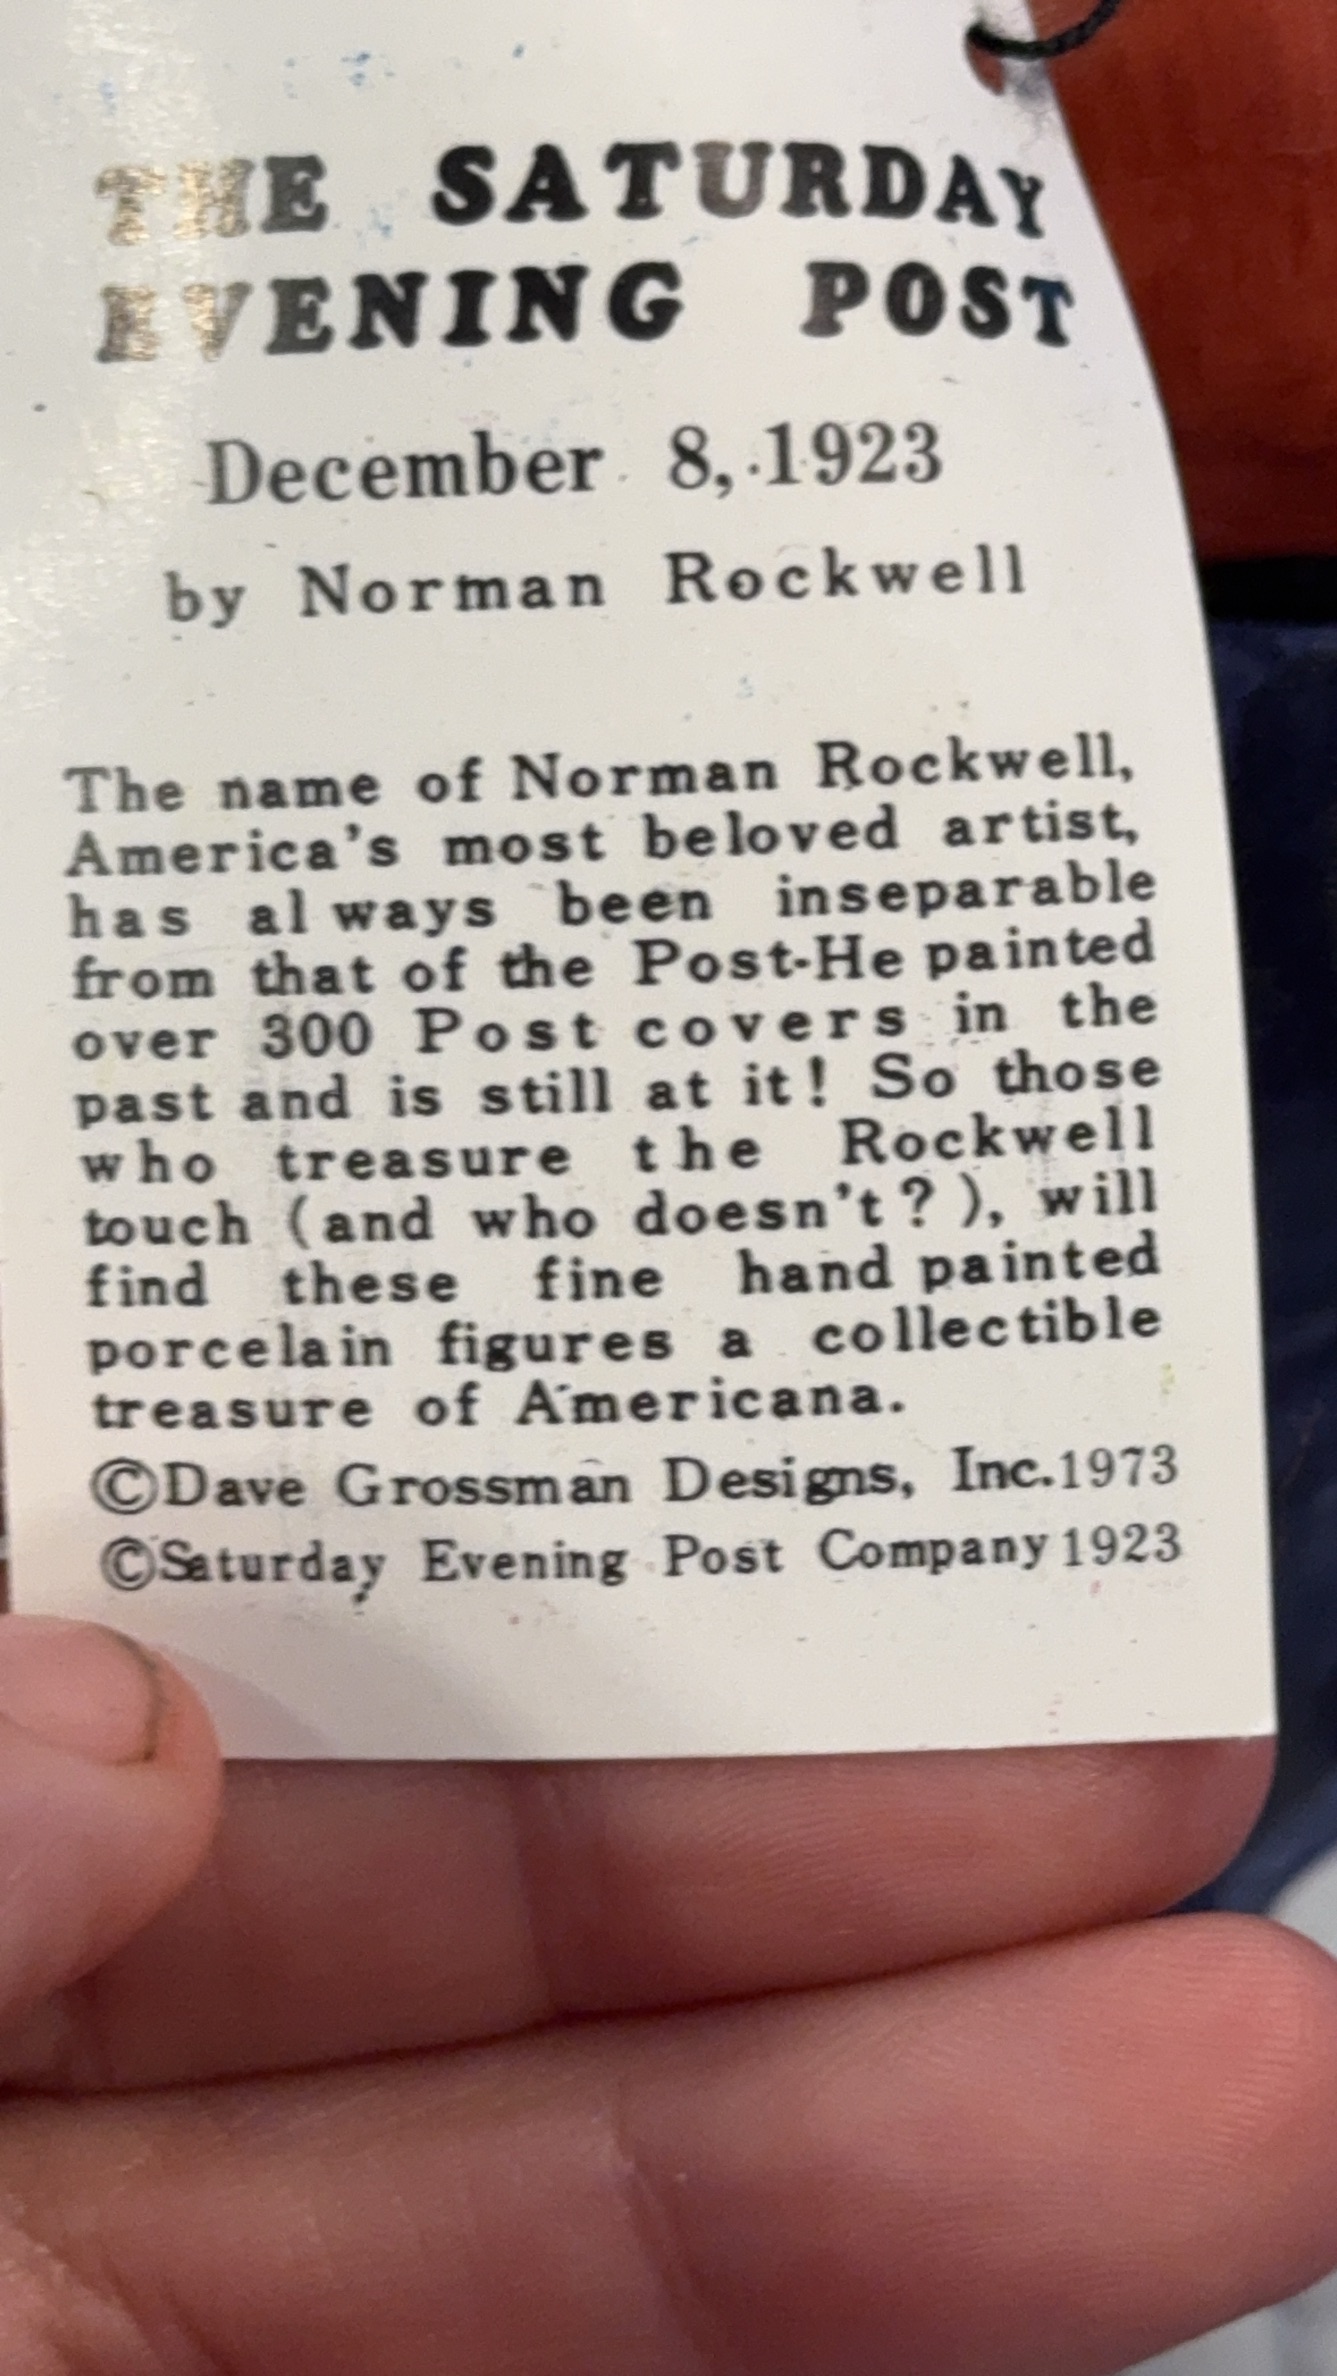 THE SATURDAY
EVENING POST
December 8, 1923
by Norman Rockwell
The name of Norman Rockwell,
America's most beloved artist,
has always been inseparable
from that of the Post-He painted
over 300 Post covers in the
past and is still at it! So those
who treasure the Rockwell
touch (and who doesn't?), will
find these fine hand painted
porcelain figures a collectible
treasure of Americana.
©Dave Grossman Designs, Inc.1973
©Saturday Evening Post Company 1923